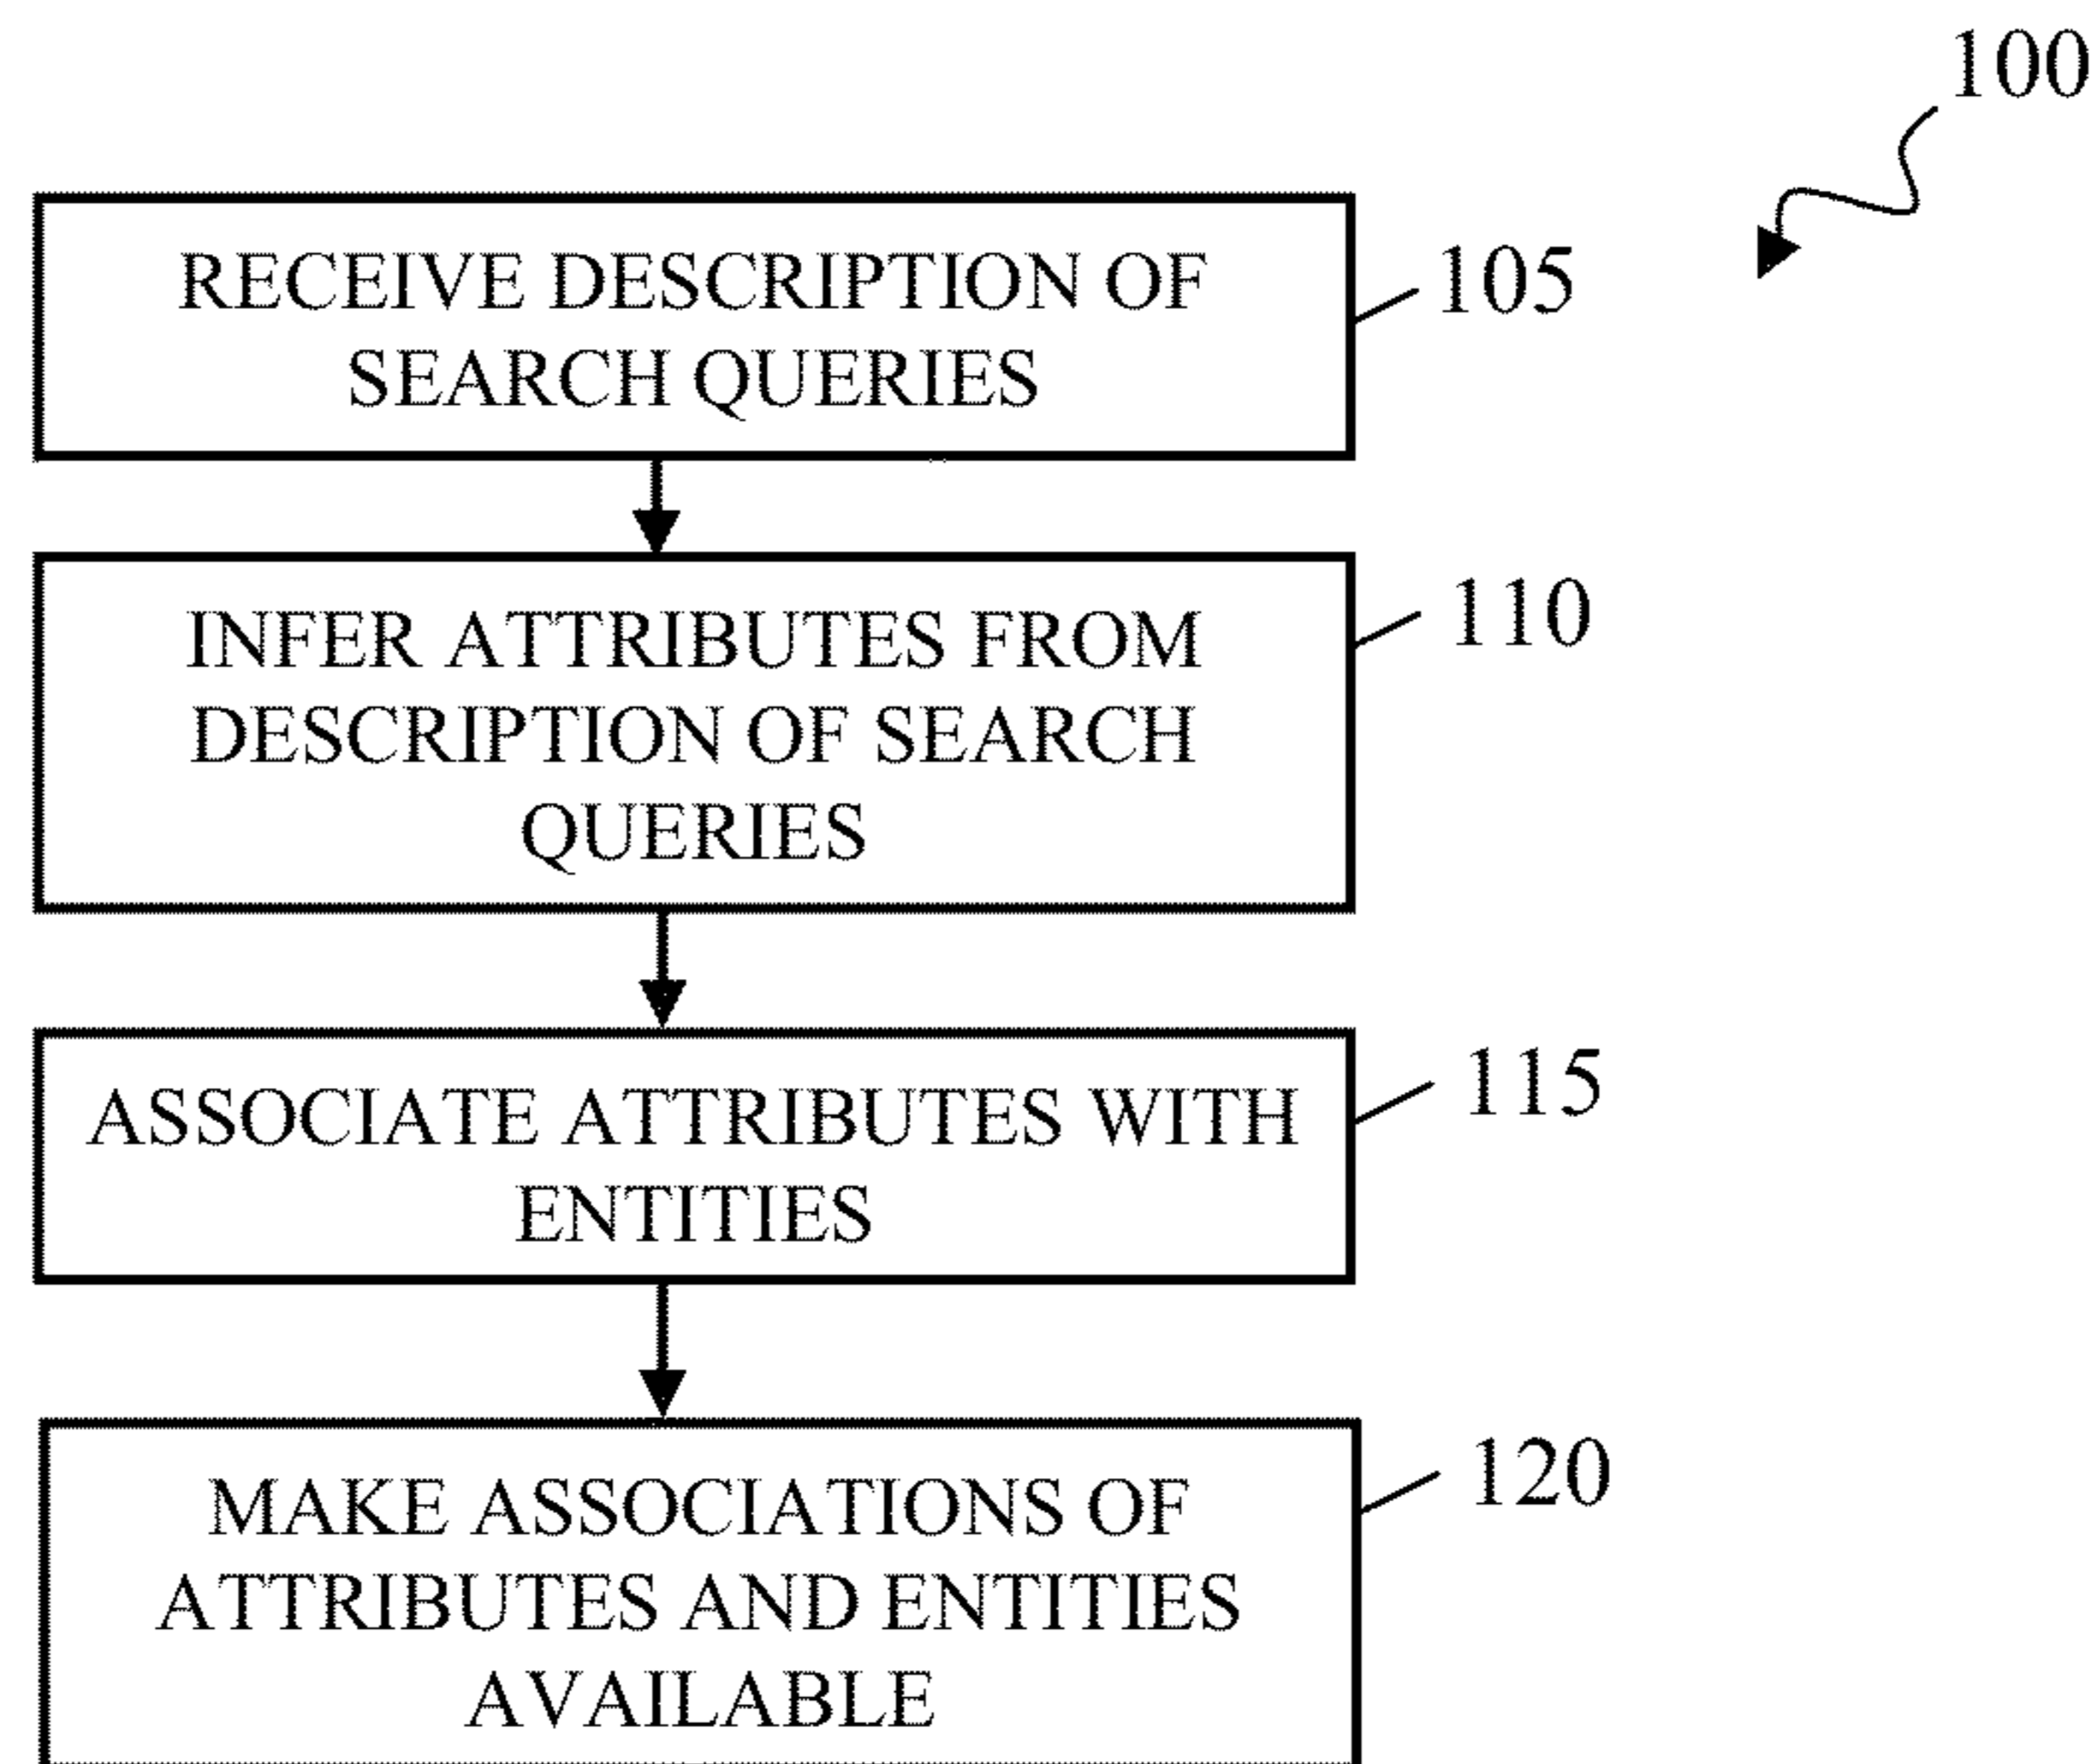 100
RECEIVE DESCRIPTION OF
SEARCH QUERIES
105
INFER ATTRIBUTES FROM
DESCRIPTION OF SEARCH
QUERIES
110
ASSOCIATE ATTRIBUTES WITH
ENTITIES
115
MAKE ASSOCIATIONS OF
ATTRIBUTES AND ENTITIES
AVAILABLE
120